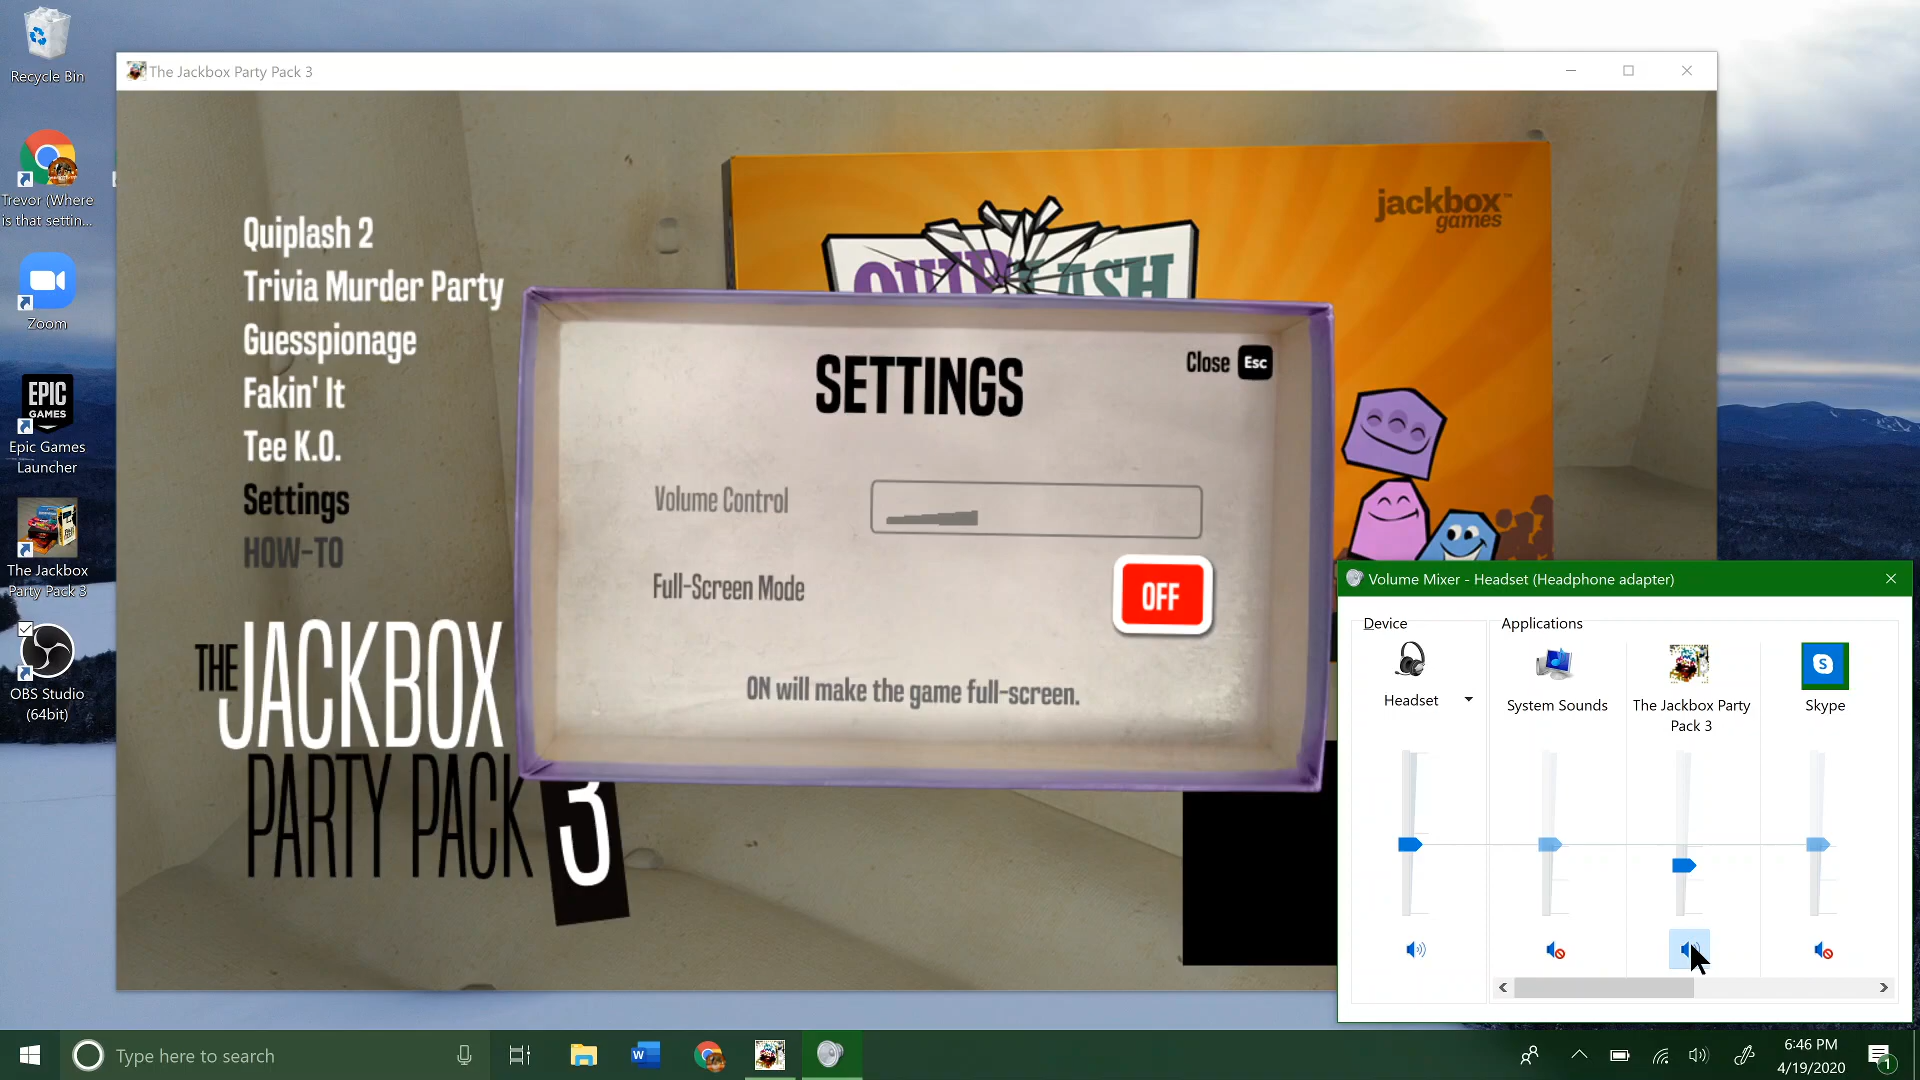 Recycle Bin
Trevor (Where
is that settin...
Zoom
EPIC
GAMES
Epic Games
Launcher
The Jackbox
Party Pack 3
OBS Studio
(64bit)
The Jackbox Party Pack 3
Quiplash 2
Trivia Murder Party
Guesspionage
Fakin' It
Tee K.O.
Settings
HOW-TO
THE
JACKBOX
PARTY PACK
3
jackbox™
games
QUIPLASH
SETTINGS
Close Esc
Volume Control
Full-Screen Mode
OFF
ON will make the game full-screen.
Volume Mixer - Headset (Headphone adapter)
Device
Applications
Headset
System Sounds
The Jackbox Party
Pack 3
Skype
Type here to search
6:46 PM
4/19/2020
1